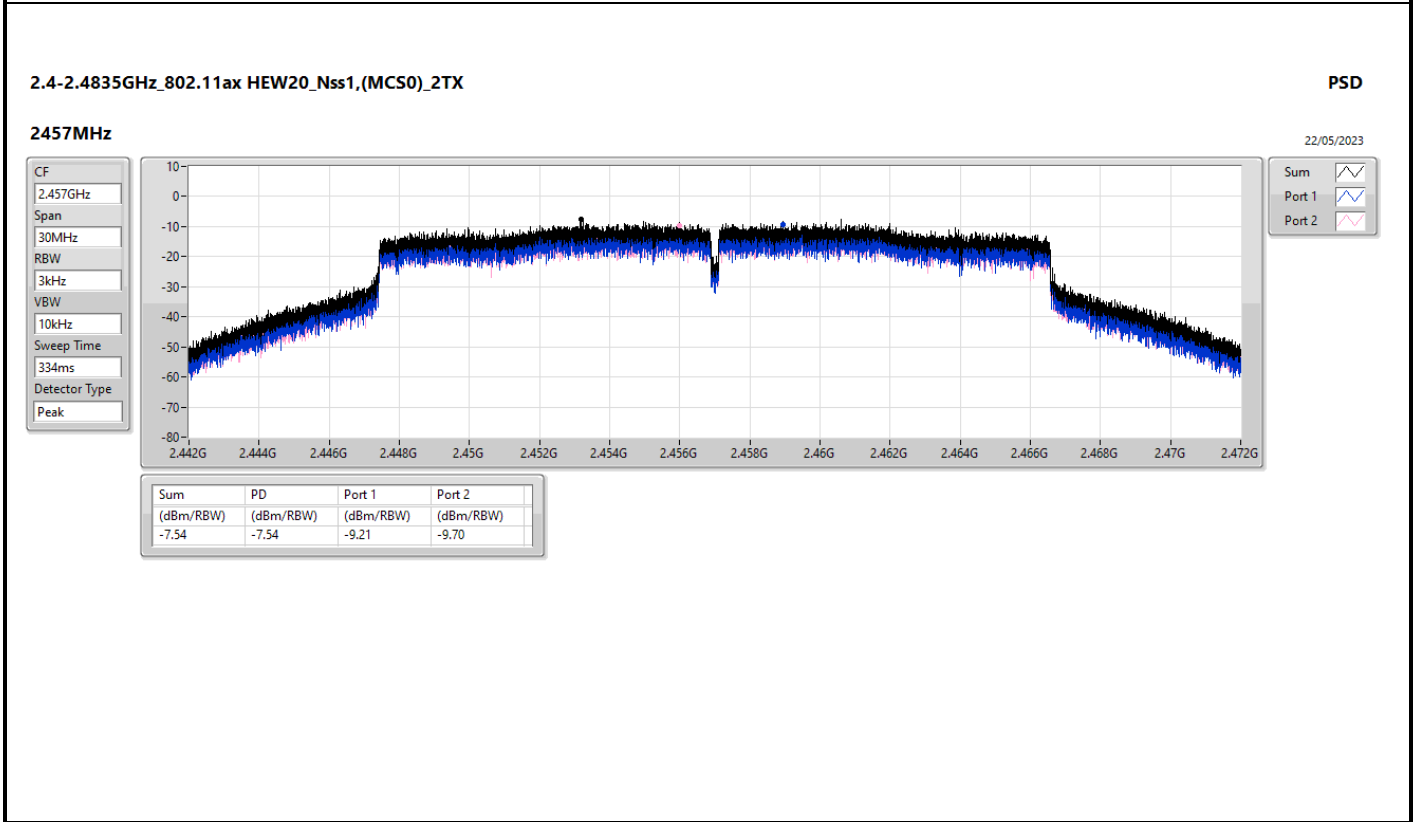 2.4-2.4835GHz_802.11ax HEW20_Nss1,(MCS0)_2TX
PSD
2457MHz
22/05/2023
CF
2.457GHz
Span
30MHz
RBW
3kHz
VBW
10kHz
Sweep Time
334ms
Detector Type
Peak
10
0
-10
-20
-30
-40
-50
-60
-70
-80
2.442G 2.444G 2.446G 2.448G 2.45G 2.452G 2.454G 2.456G 2.458G 2.46G 2.462G 2.464G 2.466G 2.468G 2.47G 2.472G
Sum
Port 1
Port 2
Sum PD Port 1 Port 2
(dBm/RBW) (dBm/RBW) (dBm/RBW) (dBm/RBW)
-7.54 -7.54 -9.21 -9.70